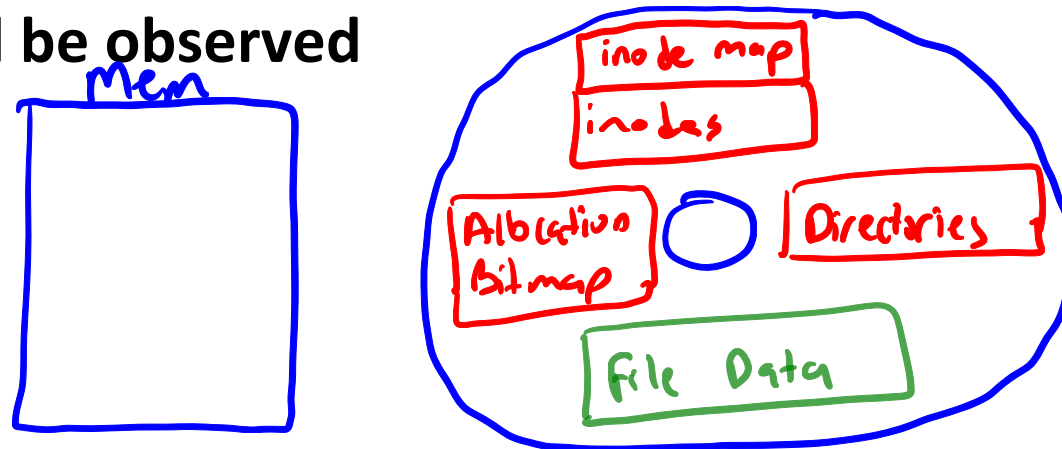 be observed
Mem
inode map
inodes
Allocation
Bitmap
Directories
File Data